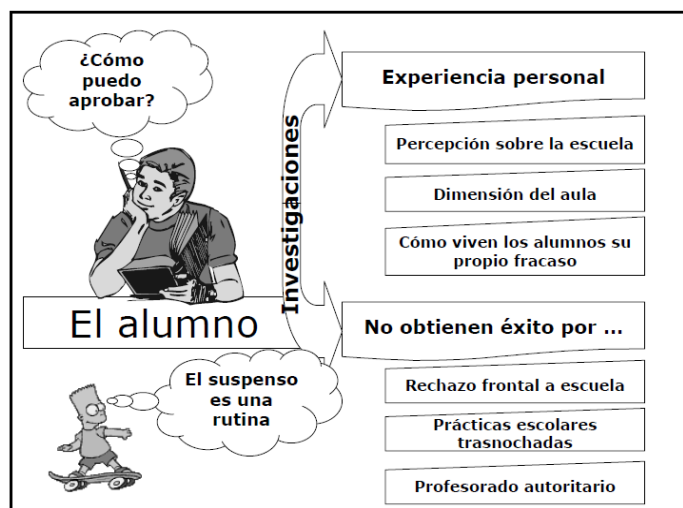 ¿Cómo
puedo
aprobar?
El alumno
El suspenso
es una
rutina
Investigaciones
Experiencia personal
Percepción sobre la escuela
Dimensión del aula
Cómo viven los alumnos su
propio fracaso
No obtienen éxito por ...
Rechazo frontal a escuela
Prácticas escolares
trasnochadas
Profesorado autoritario